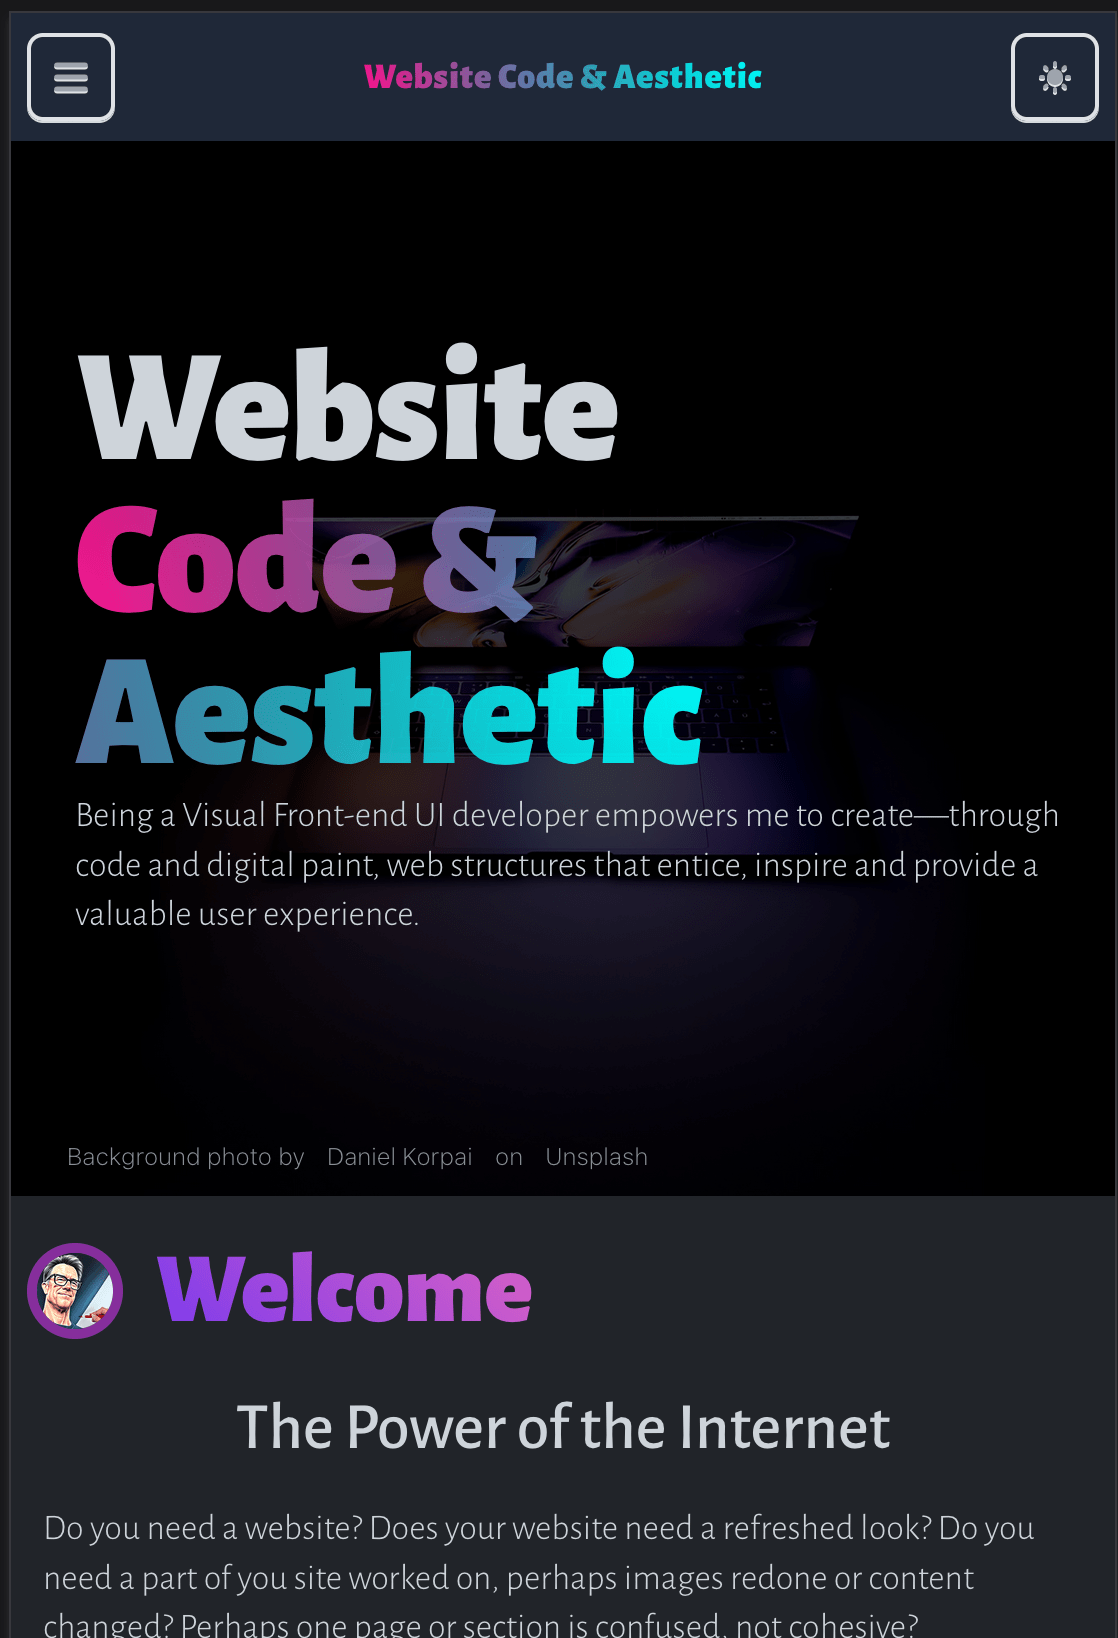 Website Code & Aesthetic
Website
Code &
Aesthetic
Being a Visual Front-end UI developer empowers me to create—through
code and digital paint, web structures that entice, inspire and provide a
valuable user experience.
Background photo by Daniel Korpai on Unsplash
Welcome
The Power of the Internet
Do you need a website? Does your website need a refreshed look? Do you
need a part of you site worked on, perhaps images redone or content
changed? Perhaps one page or section is confused, not cohesive?